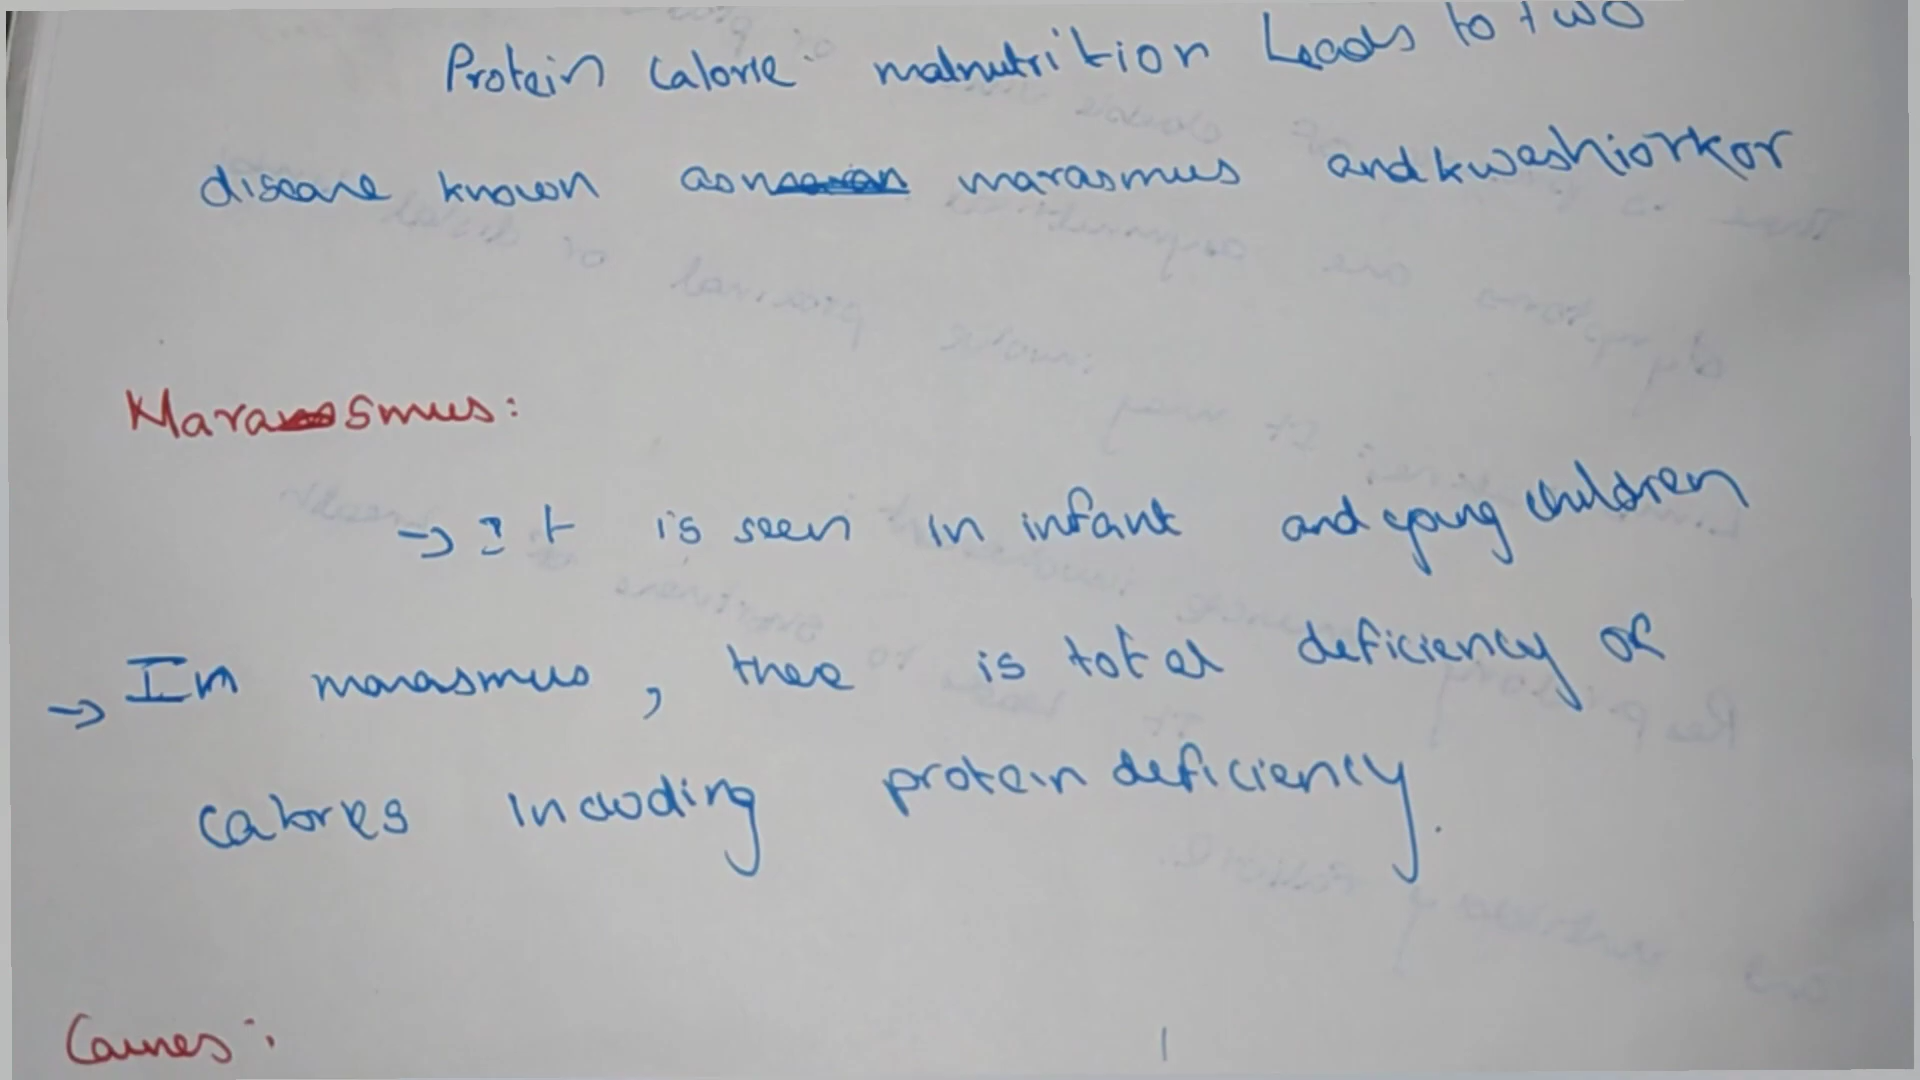 Protein calorie malnutrition Leads to two
disease known as marasmus and kwashiorkor
Marasmus:
→ It is seen in infant and young children
→ In marasmus, there is total deficiency of
calories including protein deficiency.
Causes: